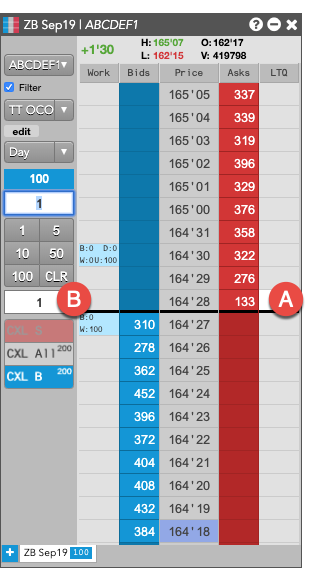 ZB Sep19 | ABCDEF1
+1'30 H: 165'07 O: 162'17
L: 162'15 V: 419798
ABCDEF1
Filter
TT OCO
edit
Day
100
1
1 5
10 50
100 CLR
1
CXL S
CXL All 200
CXL B 200
Work Bids Price Asks LTQ
165'05 337
165'04 339
165'03 319
165'02 396
165'01 329
165'00 376
164'31 358
B:0 D:0
W:0U:100
164'30 322
164'29 276
B 164'28 133 A
B:0
W:100
310 164'27
278 164'26
362 164'25
452 164'24
396 164'23
372 164'22
404 164'21
408 164'20
432 164'19
384 164'18
+ ZB Sep19 100